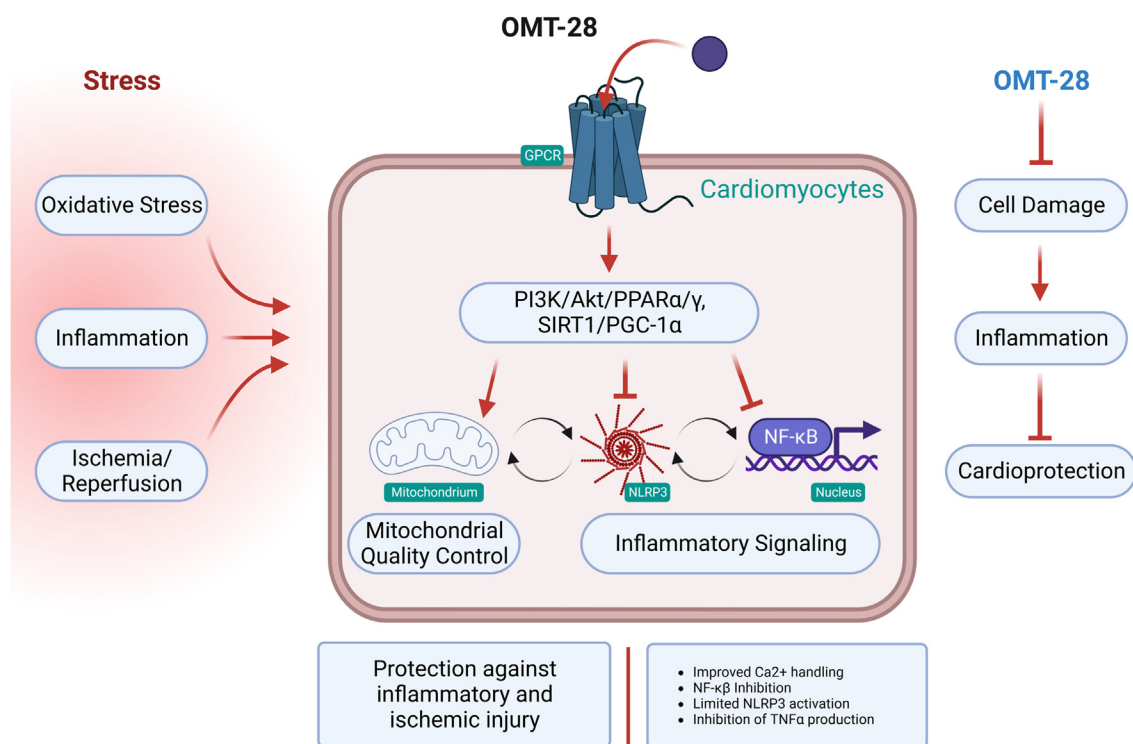 OMT-28
Stress
OMT-28
GPCR
Cardiomyocytes
Oxidative Stress
Inflammation
Ischemia/
Reperfusion
PI3K/Akt/PPARα/γ,
SIRT1/PGC-1α
NF-κB
Mitochondrium
NLRP3
Nucleus
Mitochondrial
Quality Control
Inflammatory Signaling
Cell Damage
Inflammation
Cardioprotection
Protection against
inflammatory and
ischemic injury
• Improved Ca2+ handling
• NF-κβ Inhibition
• Limited NLRP3 activation
• Inhibition of TNFα production